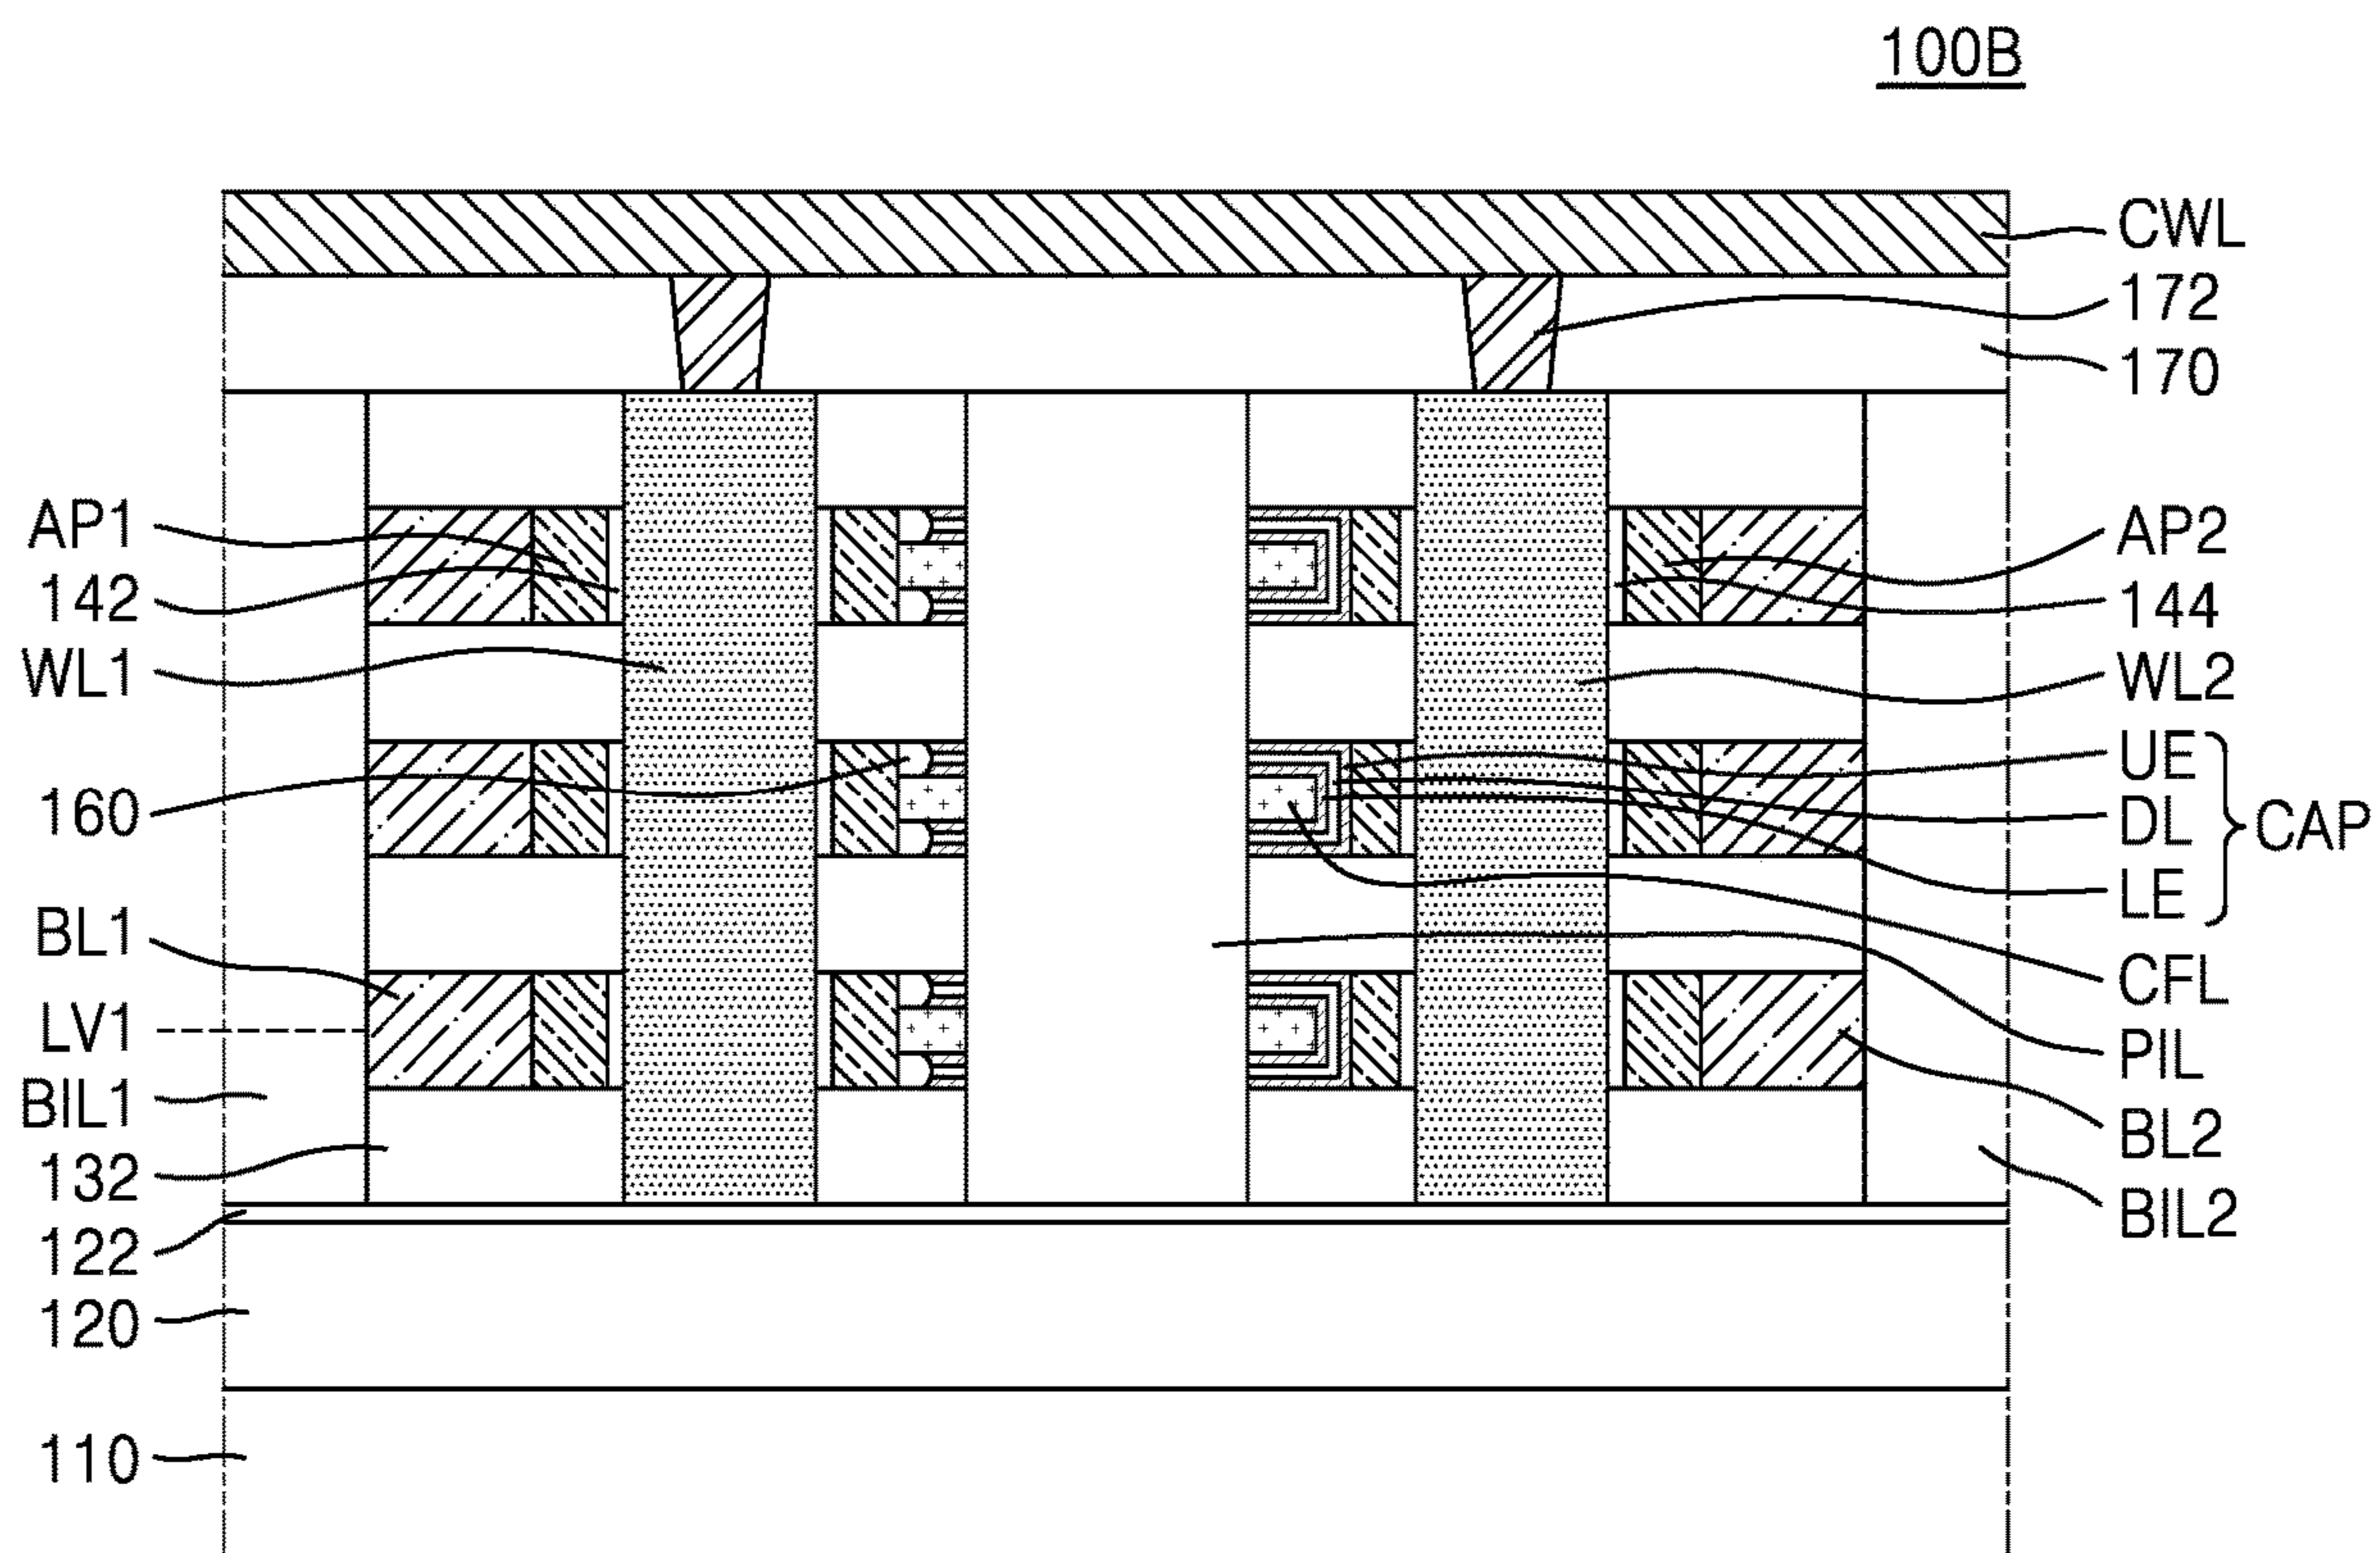 100B
CWL
172
170
AP1
142
WL1
160
BL1
LV1
BIL1
132
122
120
110
AP2
144
WL2
UE
DL
LE
CAP
CFL
PIL
BL2
BIL2